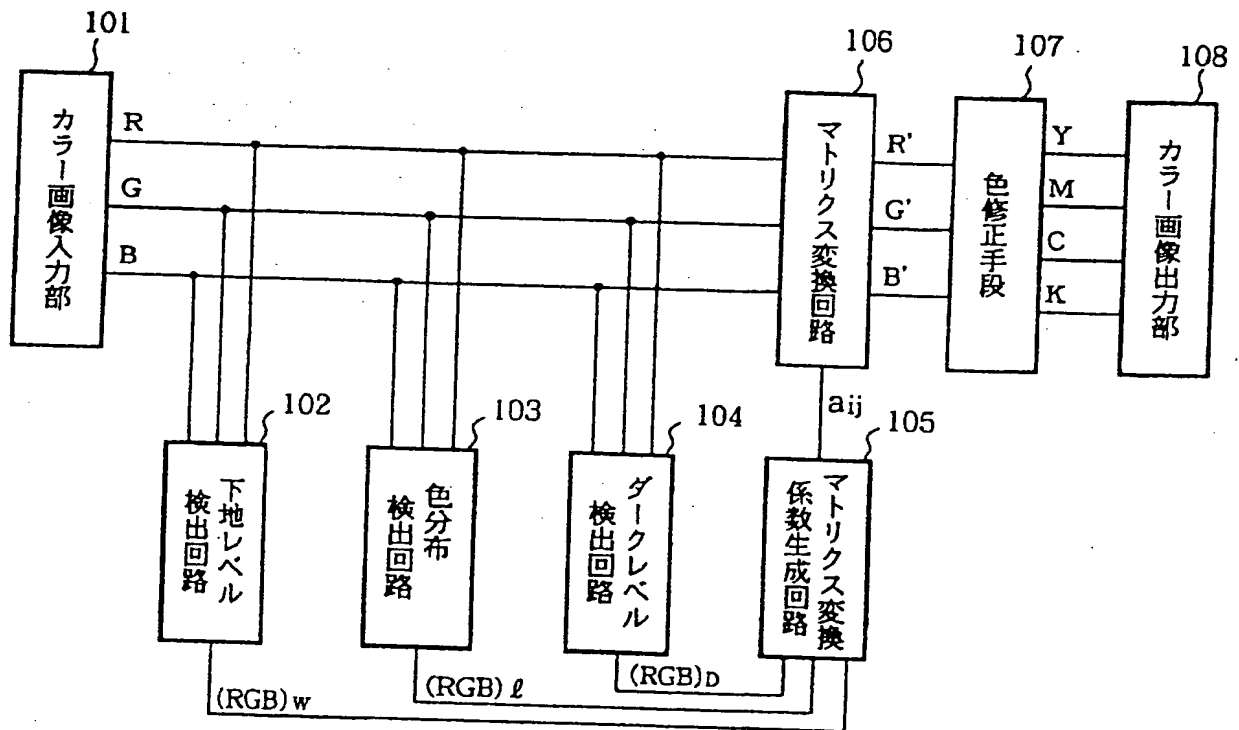 101
カラー画像入力部
R
G
B
106
マトリクス変換回路
R'
G'
B'
107
色修正手段
Y
M
C
K
108
カラー画像出力部
102
下地レベル
検出回路
103
色分布
検出回路
104
ダークレベル
検出回路
aij
105
マトリクス変換
係数生成回路
(RGB)w
(RGB)ℓ
(RGB)D